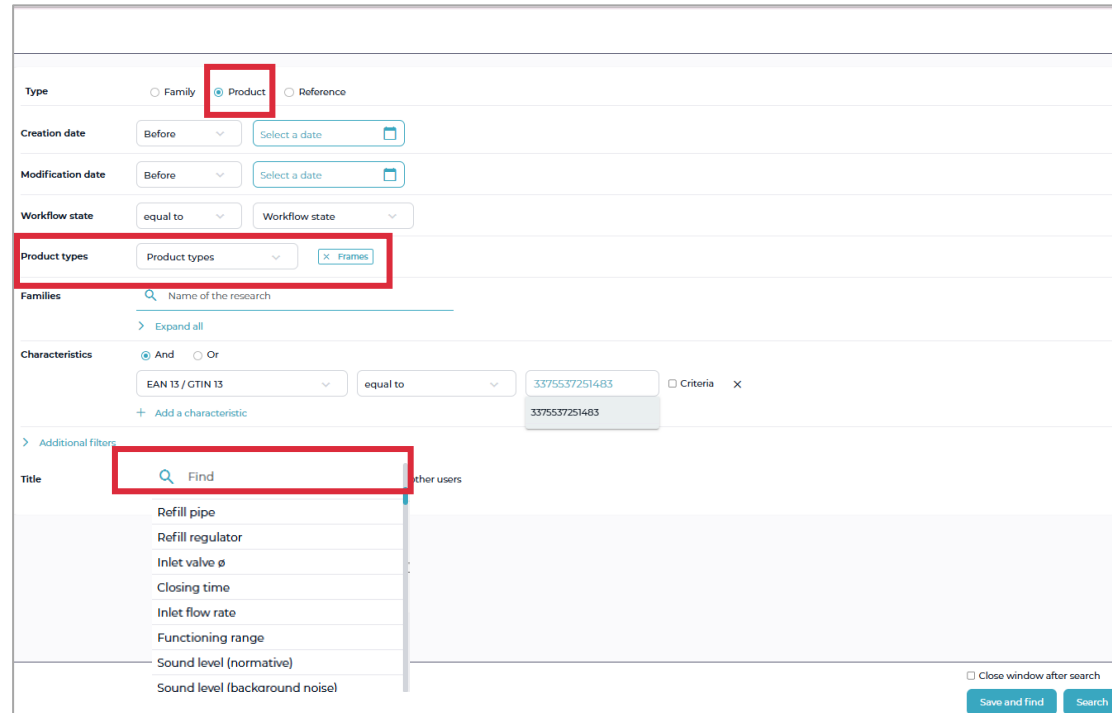 Type Family Product Reference
Creation date Before Select a date
Modification date Before Select a date
Workflow state equal to Workflow state
Product types Product types × Frames
Families Name of the research
Expand all
Characteristics And Or
EAN 13 / GTIN 13 equal to 3375537251483 Criteria ×
+ Add a characteristic 3375537251483
Additional filters
Title Find other users
Refill pipe
Refill regulator
Inlet valve ø
Closing time
Inlet flow rate
Functioning range
Sound level (normative)
Sound level (background noise)
Close window after search
Save and find Search